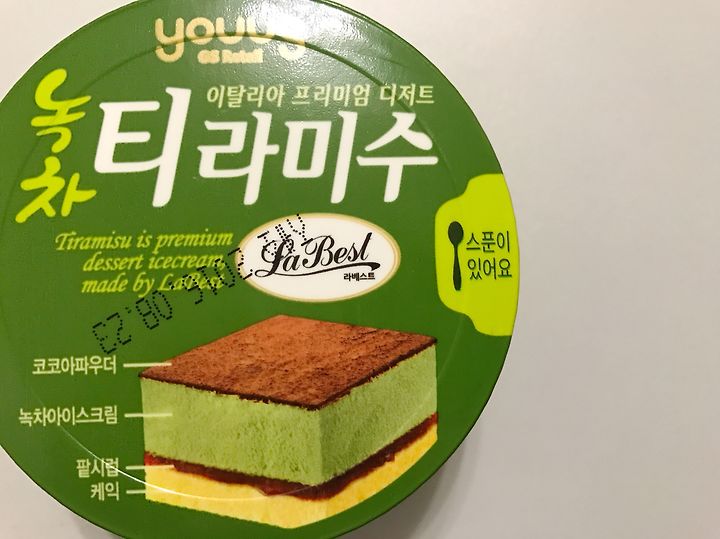 youus
GS Retail
이탈리아 프리미엄 디저트
녹차
티라미수
Tiramisu is premium
dessert icecream
made by LaBest
LaBest
라베스트
스푼이
있어요
코코아파우더
녹차아이스크림
팥시럽
케익